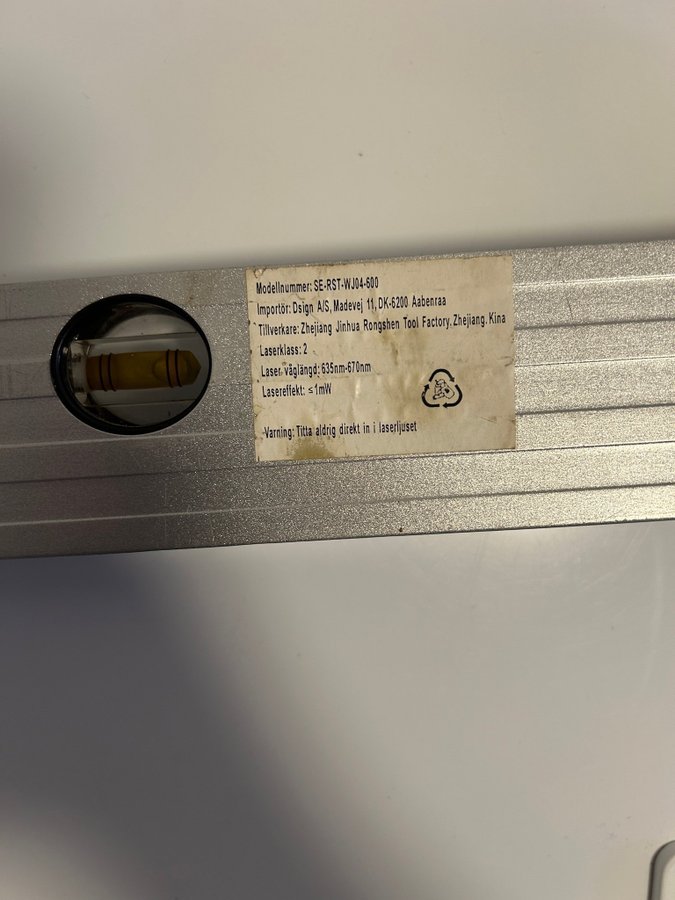 Modellnummer: SE-RST-WJ04-600
Importör: Dsign A/S, Madevej 11, DK-6200 Aabenraa
Tillverkare: Zhejiang Jinhua Rongshen Tool Factory, Zhejiang, Kina
Laserklass: 2
Laser våglängd: 635nm-670nm
Lasereffekt: ≤1mW
Varning: Titta aldrig direkt in i laserljuset